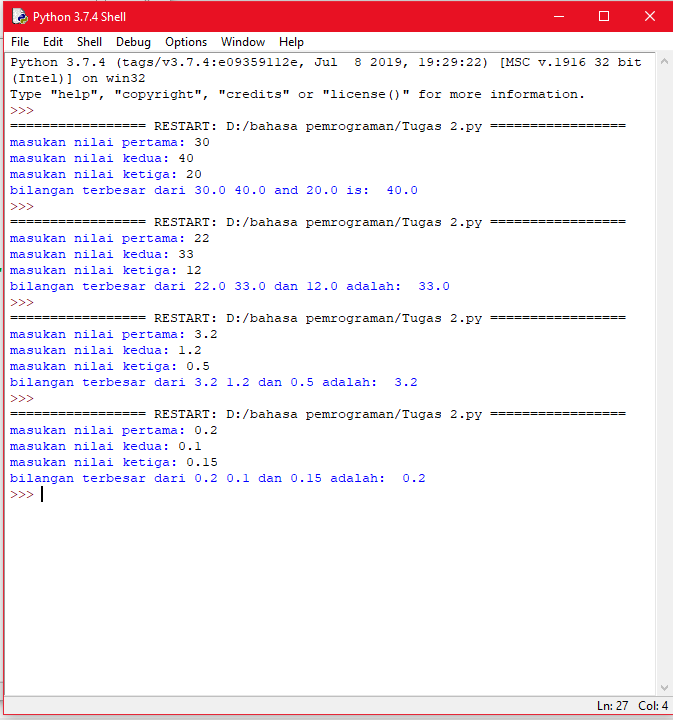 Python 3.7.4 Shell
File Edit Shell Debug Options Window Help
Python 3.7.4 (tags/v3.7.4:e09359112e, Jul  8 2019, 19:29:22) [MSC v.1916 32 bit
(Intel)] on win32
Type "help", "copyright", "credits" or "license()" for more information.
>>>
================= RESTART: D:/bahasa pemrograman/Tugas 2.py =================
masukan nilai pertama: 30
masukan nilai kedua: 40
masukan nilai ketiga: 20
bilangan terbesar dari 30.0 40.0 and 20.0 is:  40.0
>>>
================= RESTART: D:/bahasa pemrograman/Tugas 2.py =================
masukan nilai pertama: 22
masukan nilai kedua: 33
masukan nilai ketiga: 12
bilangan terbesar dari 22.0 33.0 dan 12.0 adalah:  33.0
>>>
================= RESTART: D:/bahasa pemrograman/Tugas 2.py =================
masukan nilai pertama: 3.2
masukan nilai kedua: 1.2
masukan nilai ketiga: 0.5
bilangan terbesar dari 3.2 1.2 dan 0.5 adalah:  3.2
>>>
================= RESTART: D:/bahasa pemrograman/Tugas 2.py =================
masukan nilai pertama: 0.2
masukan nilai kedua: 0.1
masukan nilai ketiga: 0.15
bilangan terbesar dari 0.2 0.1 dan 0.15 adalah:  0.2
>>>
Ln: 27 Col: 4